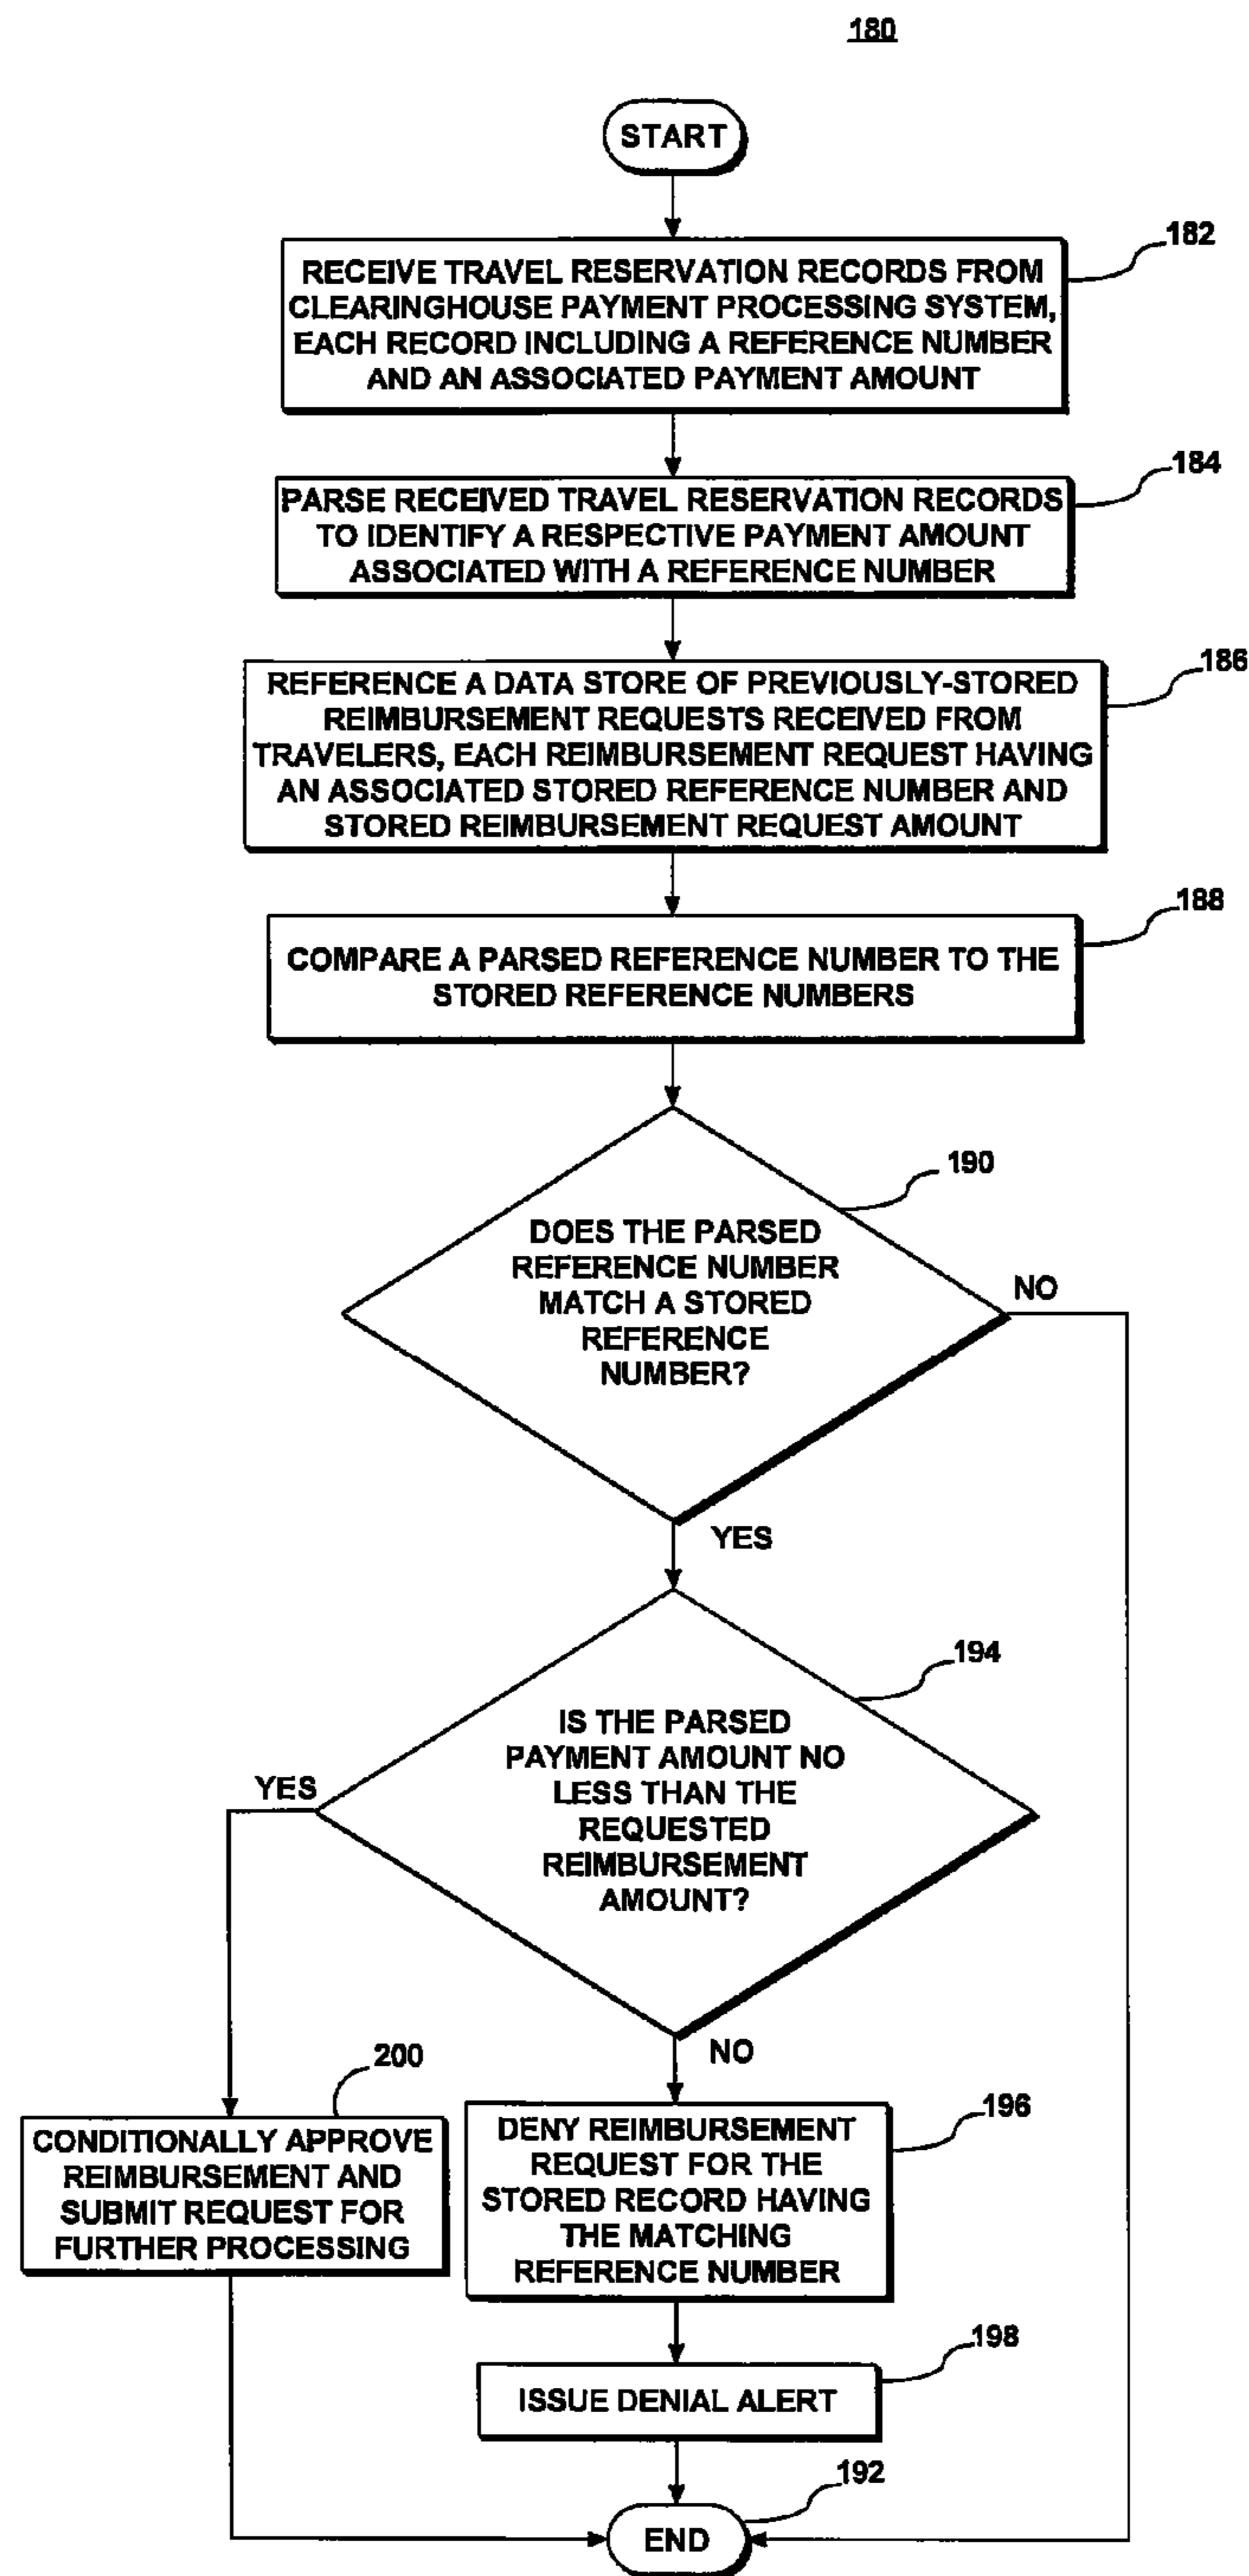 180
START
182
RECEIVE TRAVEL RESERVATION RECORDS FROM
CLEARINGHOUSE PAYMENT PROCESSING SYSTEM,
EACH RECORD INCLUDING A REFERENCE NUMBER
AND AN ASSOCIATED PAYMENT AMOUNT
184
PARSE RECEIVED TRAVEL RESERVATION RECORDS
TO IDENTIFY A RESPECTIVE PAYMENT AMOUNT
ASSOCIATED WITH A REFERENCE NUMBER
186
REFERENCE A DATA STORE OF PREVIOUSLY-STORED
REIMBURSEMENT REQUESTS RECEIVED FROM
TRAVELERS, EACH REIMBURSEMENT REQUEST HAVING
AN ASSOCIATED STORED REFERENCE NUMBER AND
STORED REIMBURSEMENT REQUEST AMOUNT
188
COMPARE A PARSED REFERENCE NUMBER TO THE
STORED REFERENCE NUMBERS
190
DOES THE PARSED
REFERENCE NUMBER
MATCH A STORED
REFERENCE
NUMBER?
NO
YES
194
IS THE PARSED
PAYMENT AMOUNT NO
LESS THAN THE
REQUESTED
REIMBURSEMENT
AMOUNT?
YES
NO
200
CONDITIONALLY APPROVE
REIMBURSEMENT AND
SUBMIT REQUEST FOR
FURTHER PROCESSING
196
DENY REIMBURSEMENT
REQUEST FOR THE
STORED RECORD HAVING
THE MATCHING
REFERENCE NUMBER
198
ISSUE DENIAL ALERT
192
END